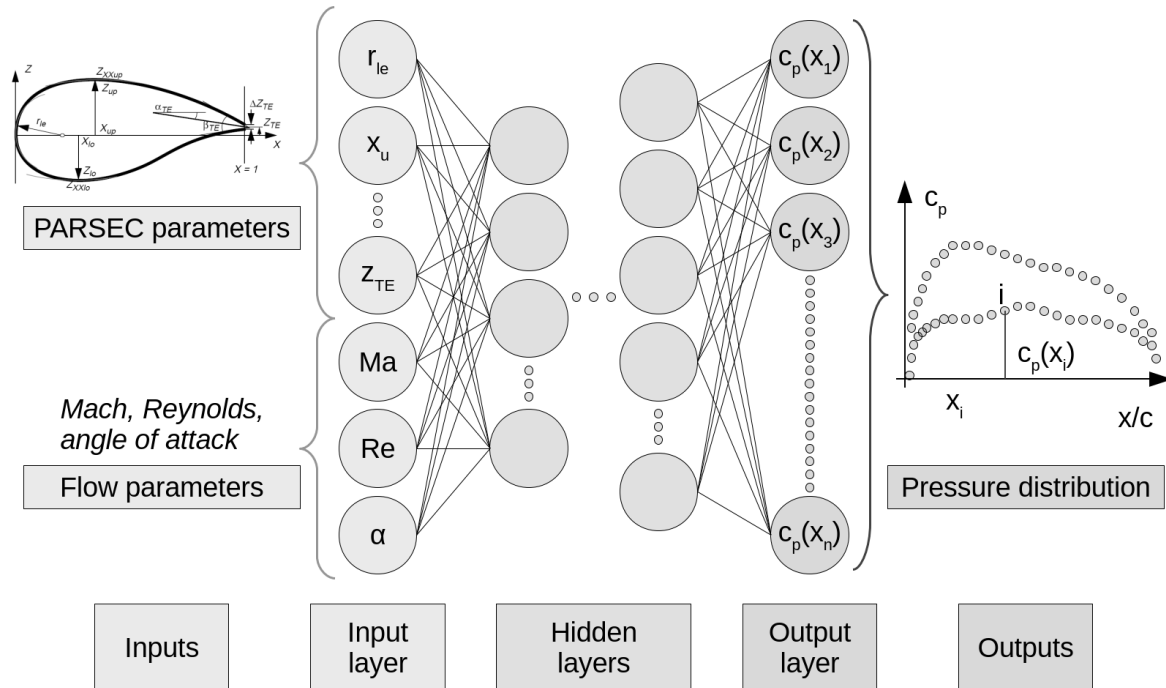 Z
Z_XXup
Z_up
r_le
X_up
X_lo
Z_lo
Z_XXlo
α_TE
β_TE
ΔZ_TE
Z_TE
X
X = 1
PARSEC parameters
Mach, Reynolds,
angle of attack
Flow parameters
r_le
x_u
z_TE
Ma
Re
α
c_p(x_1)
c_p(x_2)
c_p(x_3)
c_p(x_n)
c_p
i
c_p(x_i)
x_i
x/c
Pressure distribution
Inputs
Input
layer
Hidden
layers
Output
layer
Outputs